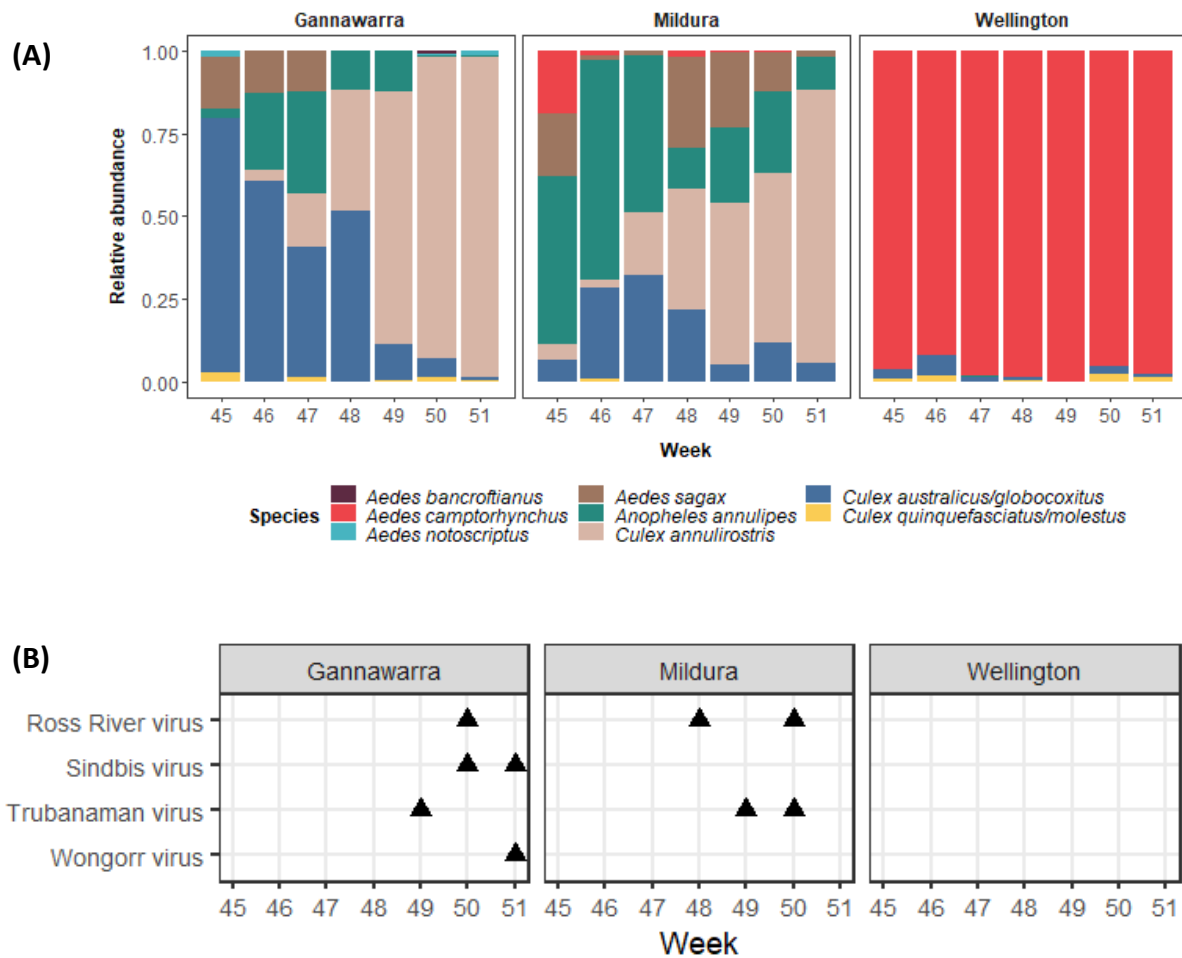 (A)
Gannawarra Mildura Wellington
Relative abundance
1.00
0.75
0.50
0.25
0.00
45 46 47 48 49 50 51 45 46 47 48 49 50 51 45 46 47 48 49 50 51
Week
Species
Aedes bancroftianus Aedes sagax Culex australicus/globocoxitus
Aedes camptorhynchus Anopheles annulipes Culex quinquefasciatus/molestus
Aedes notoscriptus Culex annulirostris
(B)
Gannawarra Mildura Wellington
Ross River virus
Sindbis virus
Trubanaman virus
Wongorr virus
45 46 47 48 49 50 51 45 46 47 48 49 50 51 45 46 47 48 49 50 51
Week